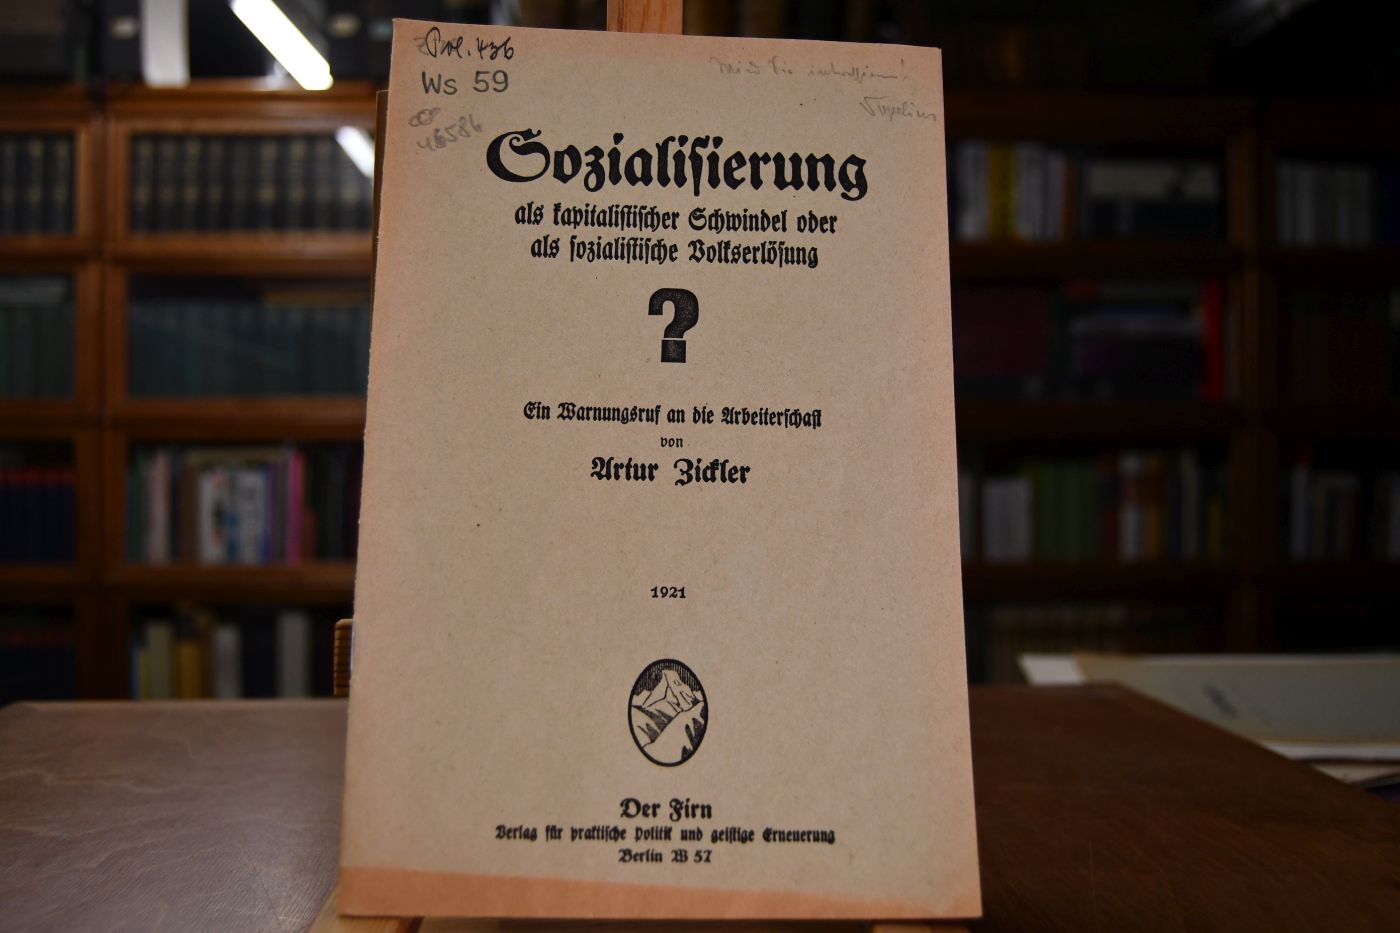 Pol. 436
Ws 59
Sozialisierung
als kapitalistischer Schwindel oder
als sozialistische Volkserlösung
?
Ein Warnungsruf an die Arbeiterschaft
von
Artur Zickler
1921
Der Firn
Verlag für praktische Politik und geistige Erneuerung
Berlin W 57